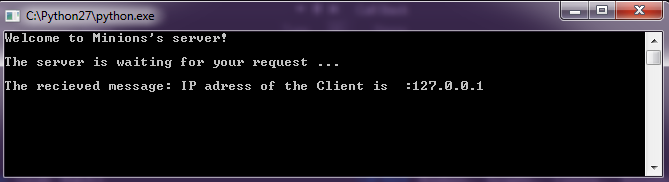 C:\Python27\python.exe
Welcome to Minions's server!
The server is waiting for your request ...
The recieved message: IP adress of the Client is  :127.0.0.1